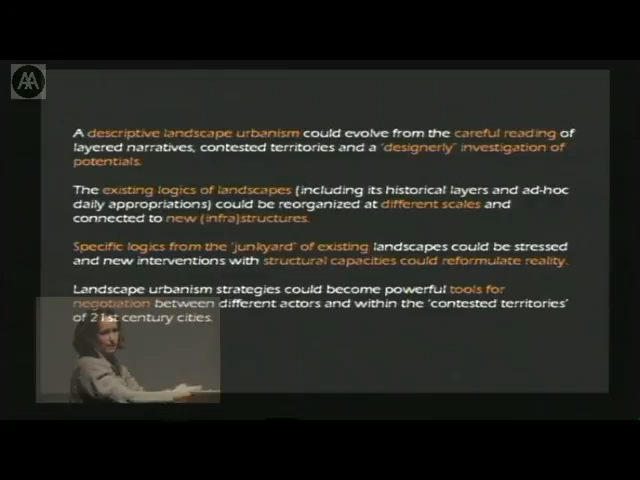 AA
A descriptive landscape urbanism could evolve from the careful reading of
layered narratives, contested territories and a 'designerly' investigation of
potentials.
The existing logics of landscapes (including its historical layers and ad-hoc
daily appropriations) could be reorganized at different scales and
connected to new (infra)structures.
Specific logics from the 'junkyard' of existing landscapes could be stressed
and new interventions with structural capacities could reformulate reality.
Landscape urbanism strategies could become powerful tools for
negotiation between different actors and within the 'contested territories'
of 21st century cities.